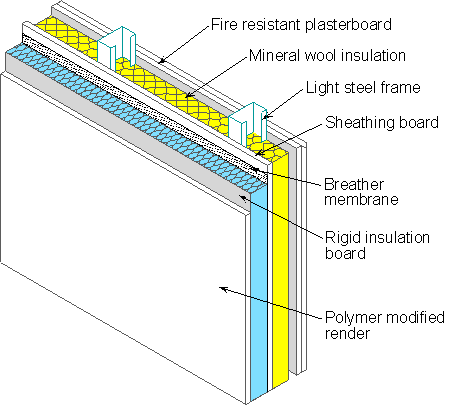 Fire resistant plasterboard
Mineral wool insulation
Light steel frame
Sheathing board
Breather
membrane
Rigid insulation
board
Polymer modified
render